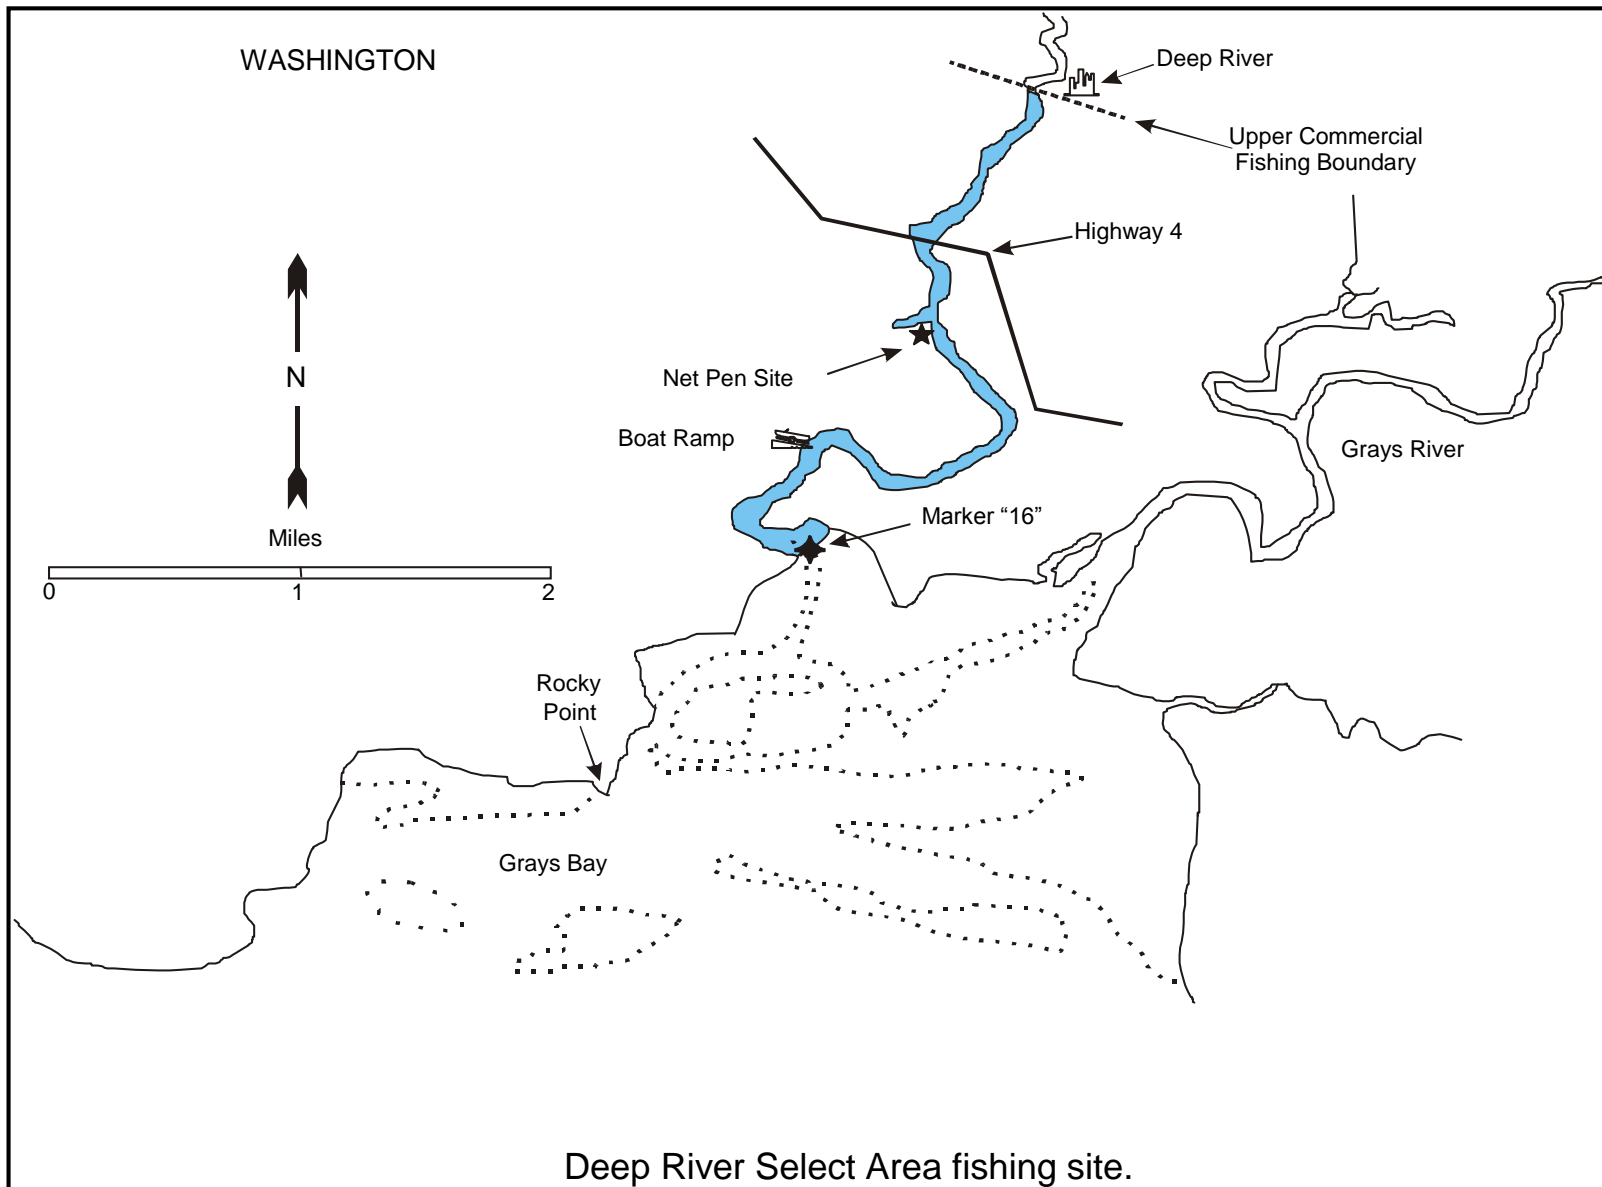 WASHINGTON
Deep River
Upper Commercial
Fishing Boundary
Highway 4
N
Net Pen Site
Boat Ramp
Grays River
Marker “16”
Miles
0 1 2
Rocky
Point
Grays Bay
Deep River Select Area fishing site.